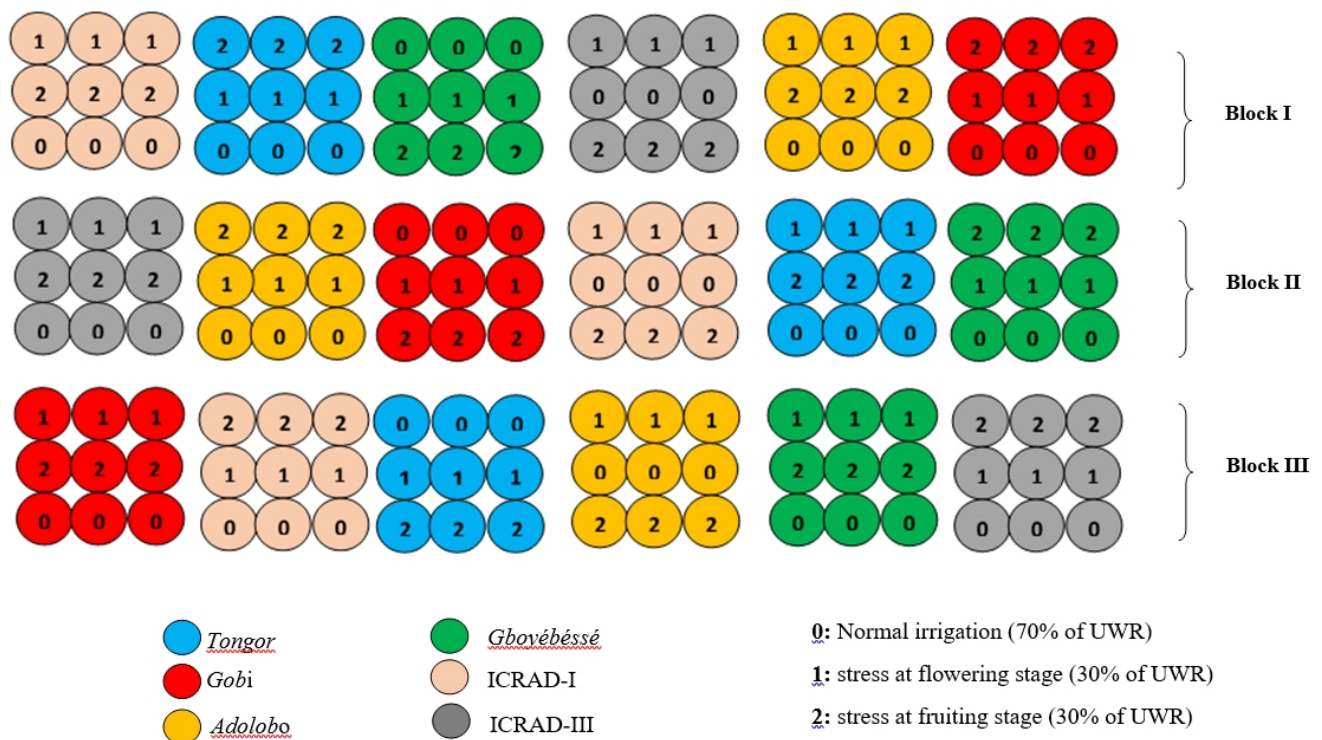 1 1 1 2 2 2 0 0 0 1 1 1 1 1 1 2 2 2
2 2 2 1 1 1 1 1 1 0 0 0 2 2 2 1 1 1 Block I
0 0 0 0 0 0 2 2 2 2 2 2 0 0 0 0 0 0
1 1 1 2 2 2 0 0 0 1 1 1 1 1 1 2 2 2
2 2 2 1 1 1 1 1 1 0 0 0 2 2 2 1 1 1 Block II
0 0 0 0 0 0 2 2 2 2 2 2 0 0 0 0 0 0
1 1 1 2 2 2 0 0 0 1 1 1 1 1 1 2 2 2
2 2 2 1 1 1 1 1 1 0 0 0 2 2 2 1 1 1 Block III
0 0 0 0 0 0 2 2 2 2 2 2 0 0 0 0 0 0
Tongor
Gobi
Adolobo
Gboyébéssé
ICRAD-I
ICRAD-III
0: Normal irrigation (70% of UWR)
1: stress at flowering stage (30% of UWR)
2: stress at fruiting stage (30% of UWR)